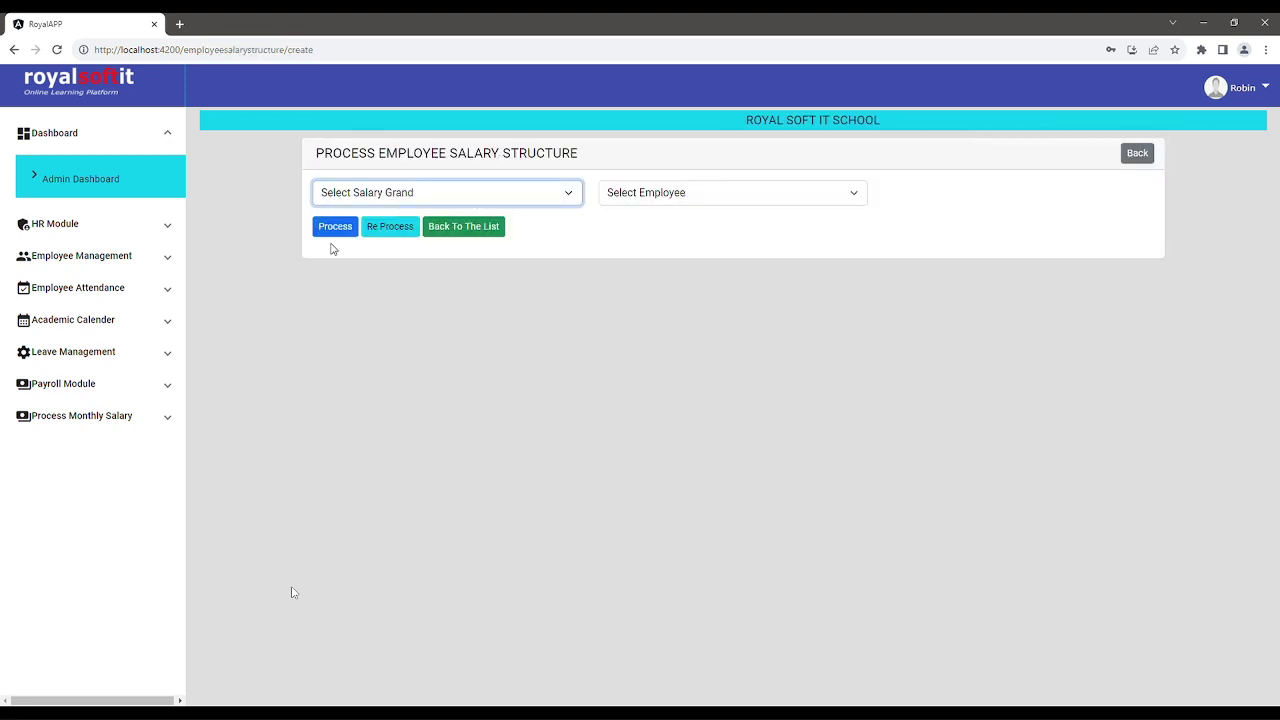 RoyalAPP
http://localhost:4200/employeesalarystructure/create
royalsoftit
Online Learning Platform
Robin
Dashboard
Admin Dashboard
HR Module
Employee Management
Employee Attendance
Academic Calender
Leave Management
Payroll Module
Process Monthly Salary
ROYAL SOFT IT SCHOOL
PROCESS EMPLOYEE SALARY STRUCTURE
Back
Select Salary Grand
Select Employee
Process
Re Process
Back To The List